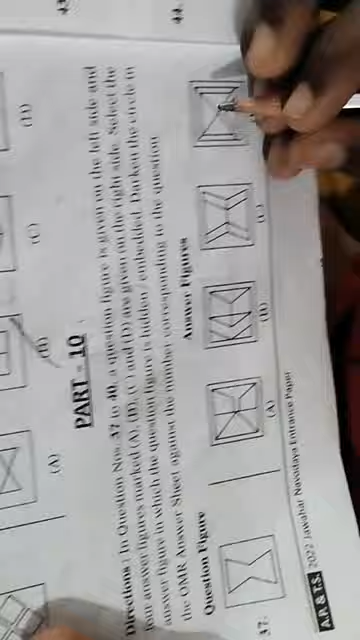 43
44.
(A)
(B)
(C)
(D)
PART - 10
Directions : In Question Nos. 37 to 40, a question figure is given on the left side and
four answer figures marked (A), (B), (C) and (D) are given on the right side. Select the
answer figure in which the question figure is hidden / embedded. Darken the circle in
the OMR Answer Sheet against the number corresponding to the question
Question Figure
Answer Figures
(A)
(B)
(C)
A.P. & T.S. 2022 Jawahar Navodaya Entrance Paper